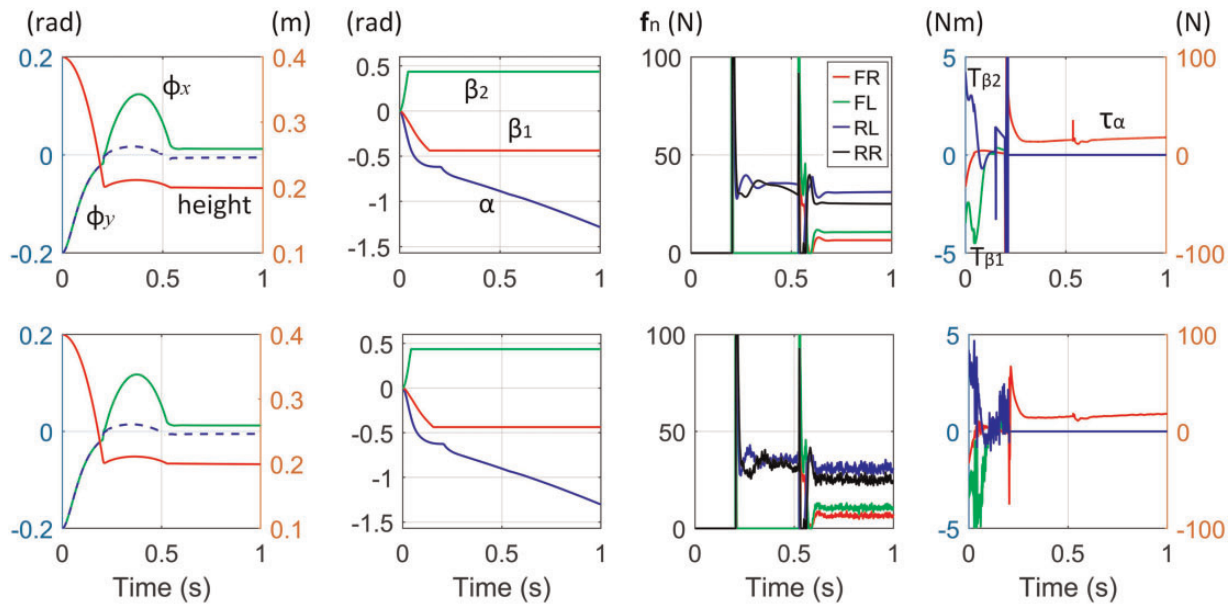 (rad) (m) (rad) fn (N) (Nm) (N)
0.2 0.4 0.5 100 5 100
ϕx β2 FR Tβ2
FL
0.3 0 RL
RR
0 β1 50 0 τα 0
-0.5
ϕy height 0.2 α
-1
Tβ1
-0.2 0.1 -1.5 0 -5 -100
0 0.5 1 0 0.5 1 0 0.5 1 0 0.5 1
0.2 0.4 0.5 100 5 100
0.3 0
0 -0.5 50 0 0
0.2 -1
-0.2 0.1 -1.5 0 -5 -100
0 0.5 1 0 0.5 1 0 0.5 1 0 0.5 1
Time (s) Time (s) Time (s) Time (s)